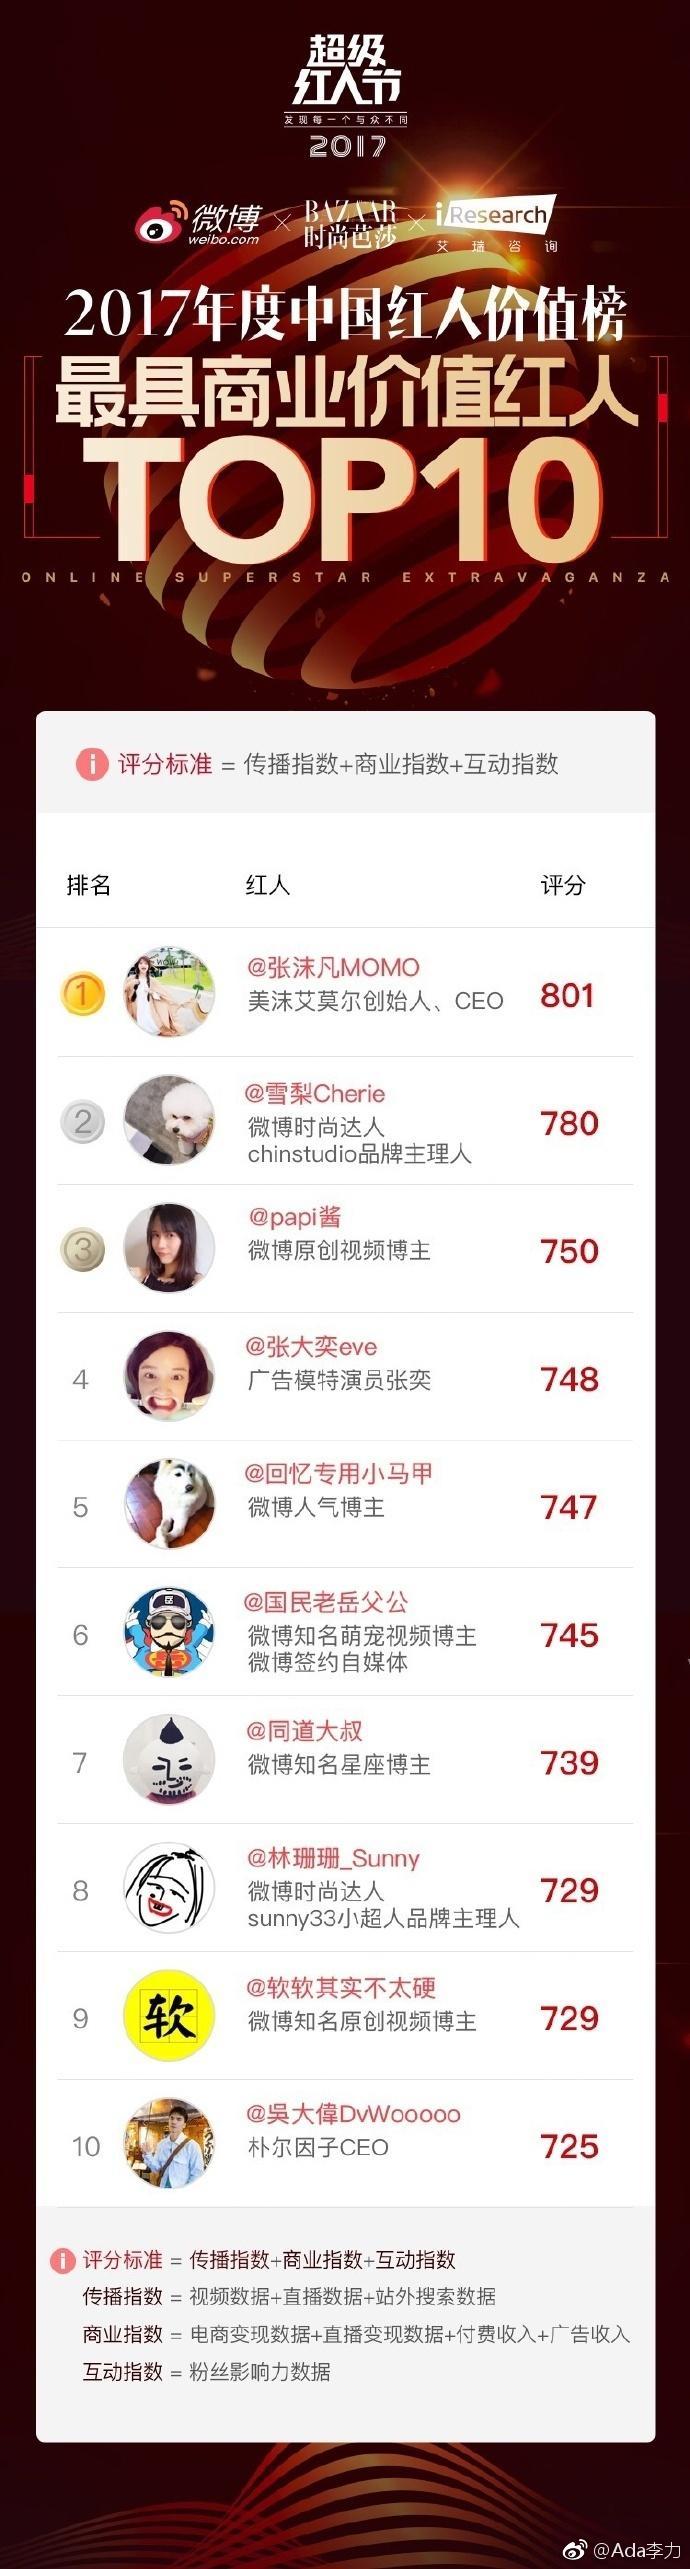 超级
红人节
发现每一个与众不同
2017
微博
weibo.com
×
BAZAAR
时尚芭莎
×
iResearch
艾瑞咨询
2017年度中国红人价值榜
最具商业价值红人
TOP10
ONLINE SUPERSTAR EXTRAVAGANZA
i 评分标准 = 传播指数+商业指数+互动指数
排名 红人 评分
1 @张沫凡MOMO 801
美沫艾莫尔创始人、CEO
2 @雪梨Cherie 780
微博时尚达人
chinstudio品牌主理人
3 @papi酱 750
微博原创视频博主
4 @张大奕eve 748
广告模特演员张奕
5 @回忆专用小马甲 747
微博人气博主
6 @国民老岳父公 745
微博知名萌宠视频博主
微博签约自媒体
7 @同道大叔 739
微博知名星座博主
8 @林珊珊_Sunny 729
微博时尚达人
sunny33小超人品牌主理人
9 软 @软软其实不太硬 729
微博知名原创视频博主
10 @吳大偉DvWooooo 725
朴尔因子CEO
i 评分标准 = 传播指数+商业指数+互动指数
传播指数 = 视频数据+直播数据+站外搜索数据
商业指数 = 电商变现数据+直播变现数据+付费收入+广告收入
互动指数 = 粉丝影响力数据
@Ada李力